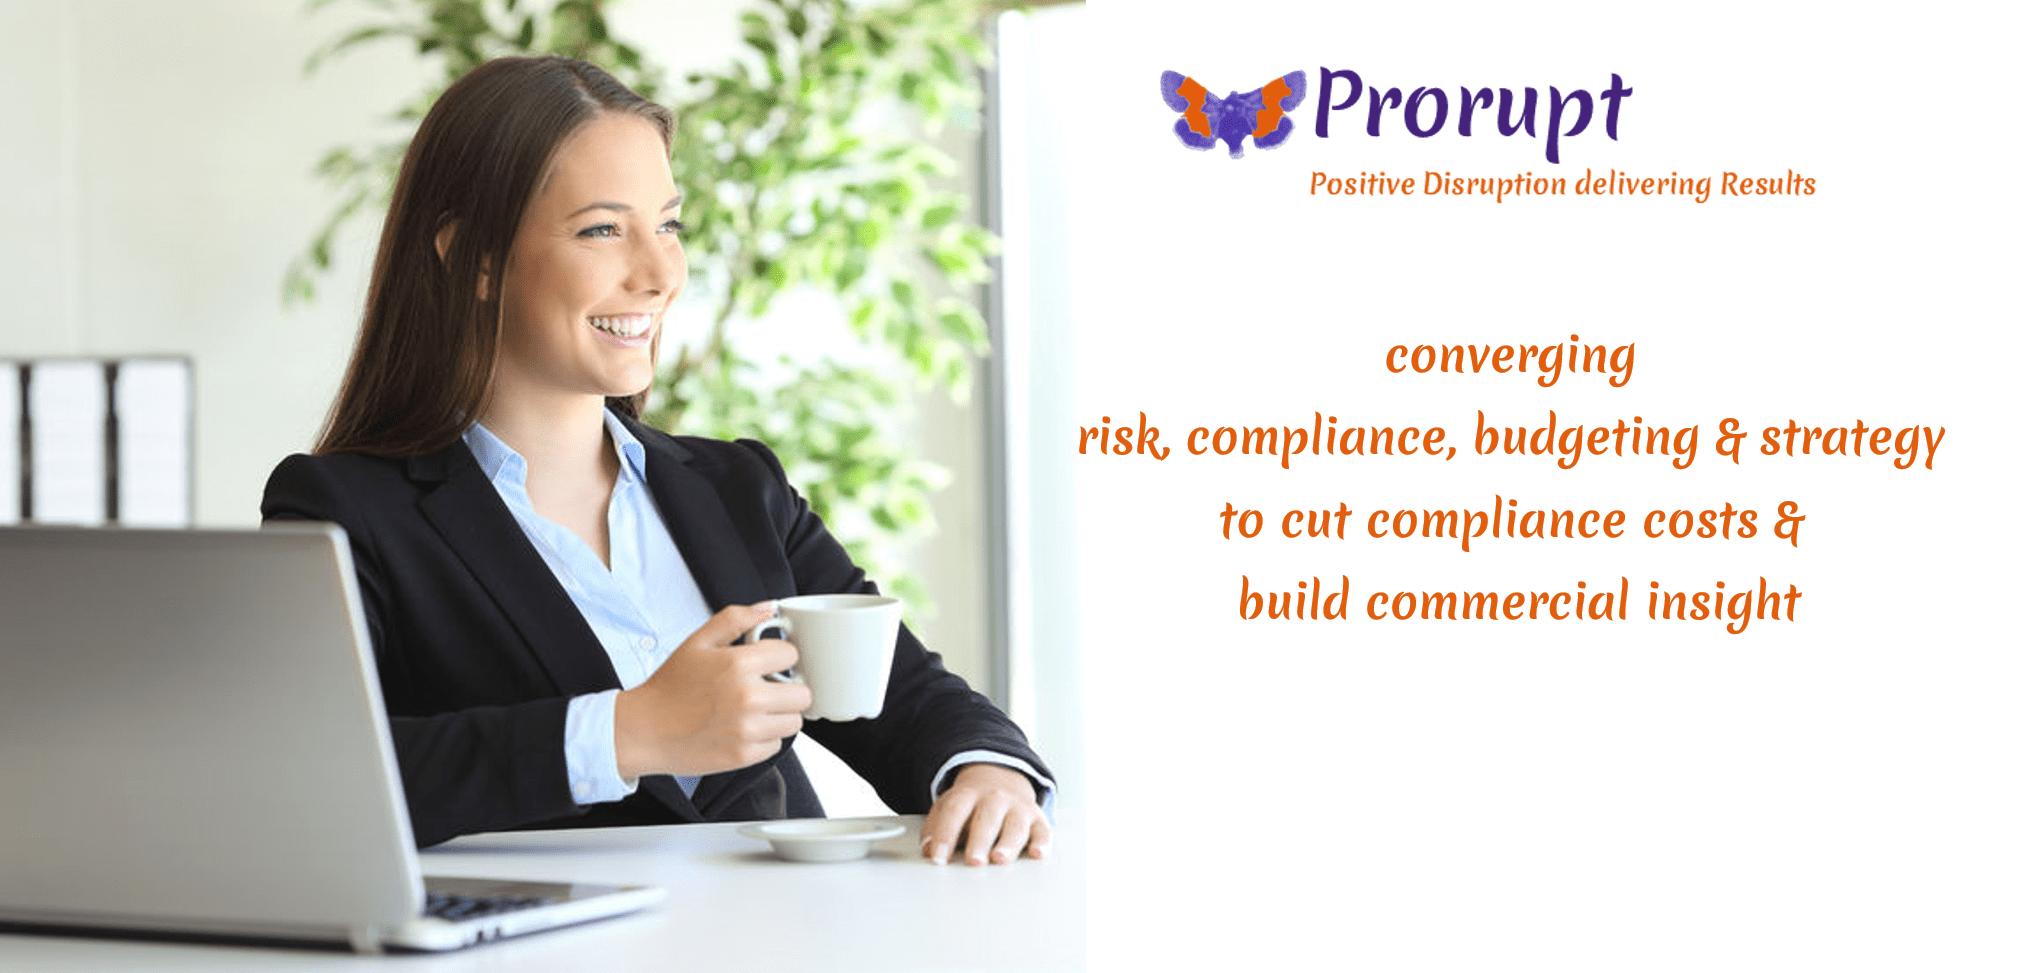 Prorupt
Positive Disruption delivering Results
converging
risk, compliance, budgeting & strategy
to cut compliance costs &
build commercial insight